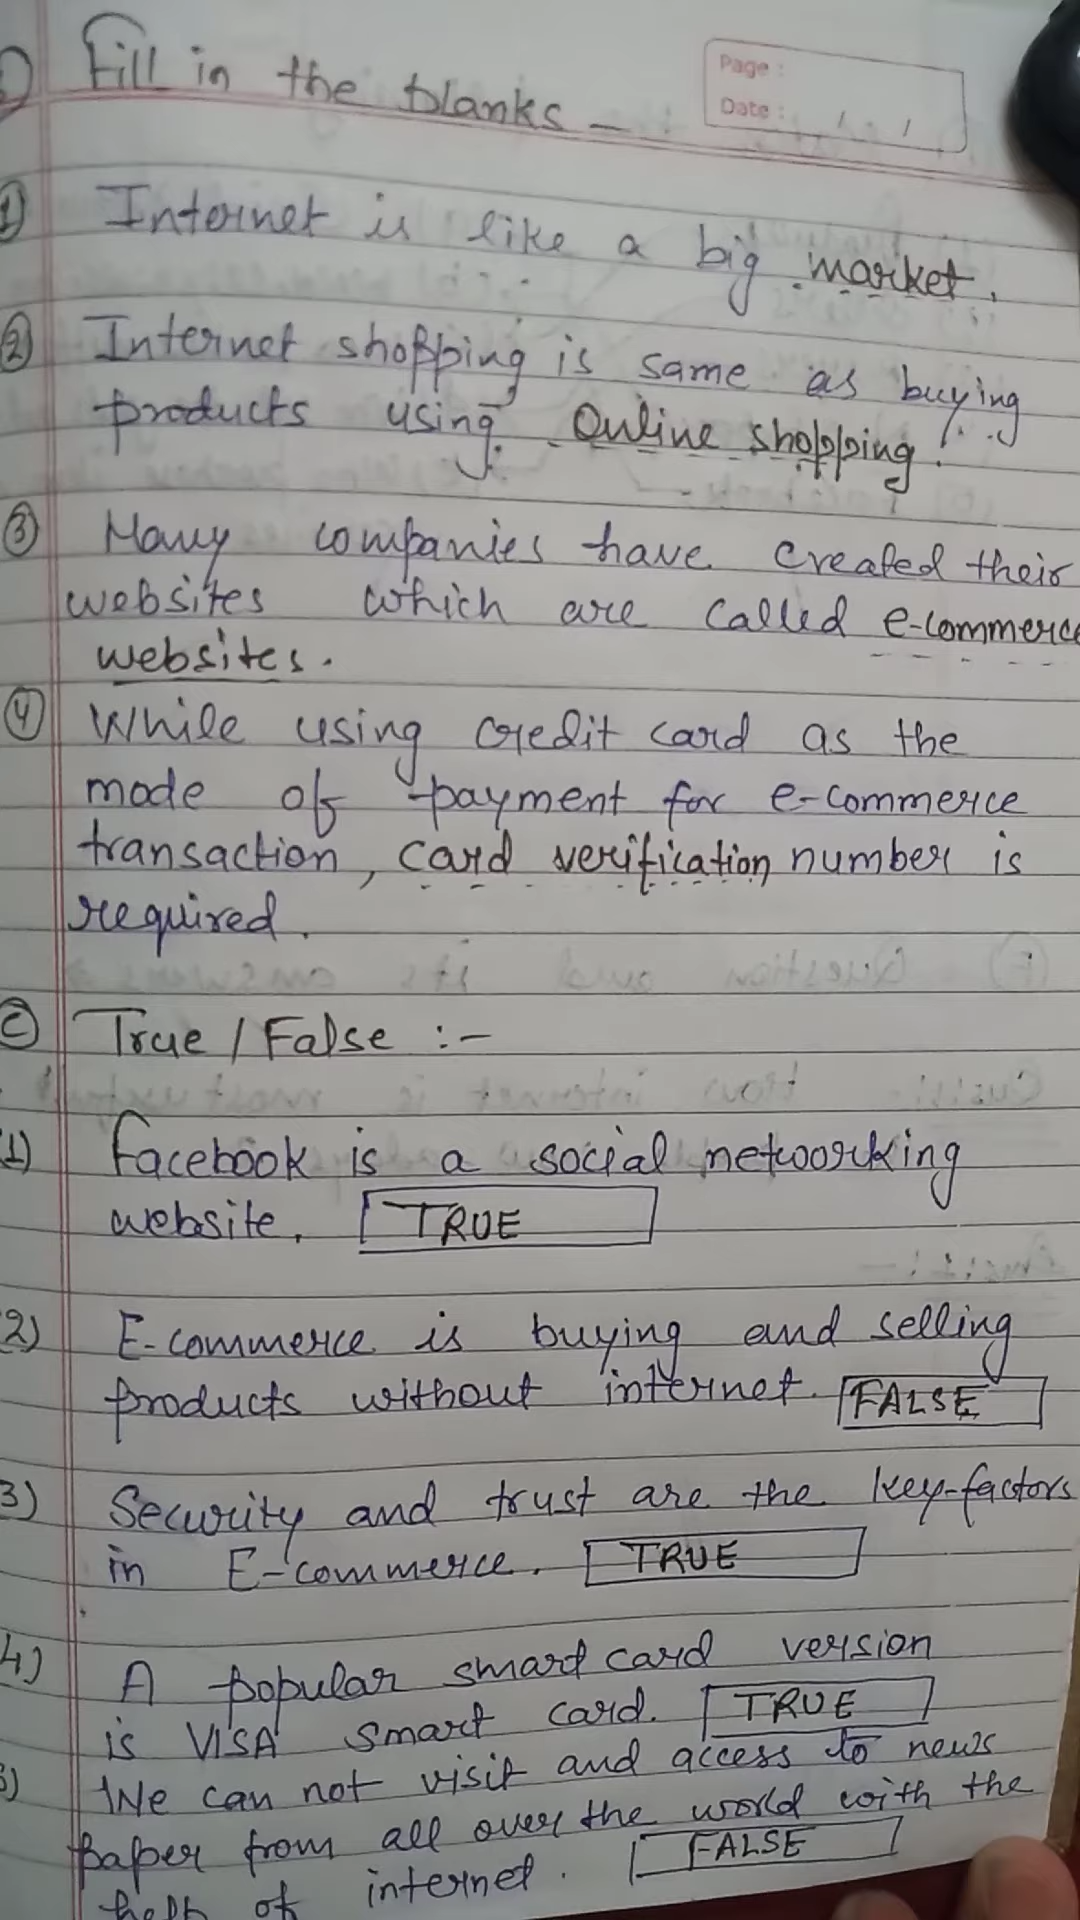 Fill in the blanks -
Page :
Date : / /
① Internet is like a big market.
② Internet shopping is same as buying
products using Online shopping.
③ Many companies have created their
websites which are called e-commerce
websites.
④ While using credit card as the
mode of payment for e-commerce
transaction, card verification number is
required.
Ⓒ True / False :-
1) Facebook is a social networking
website. TRUE
2) E-commerce is buying and selling
products without internet. FALSE
3) Security and trust are the key-factors
in E-commerce. TRUE
4) A popular smart card version
is VISA smart card. TRUE
We can not visit and access to news
paper from all over the world with the
help of internet. FALSE